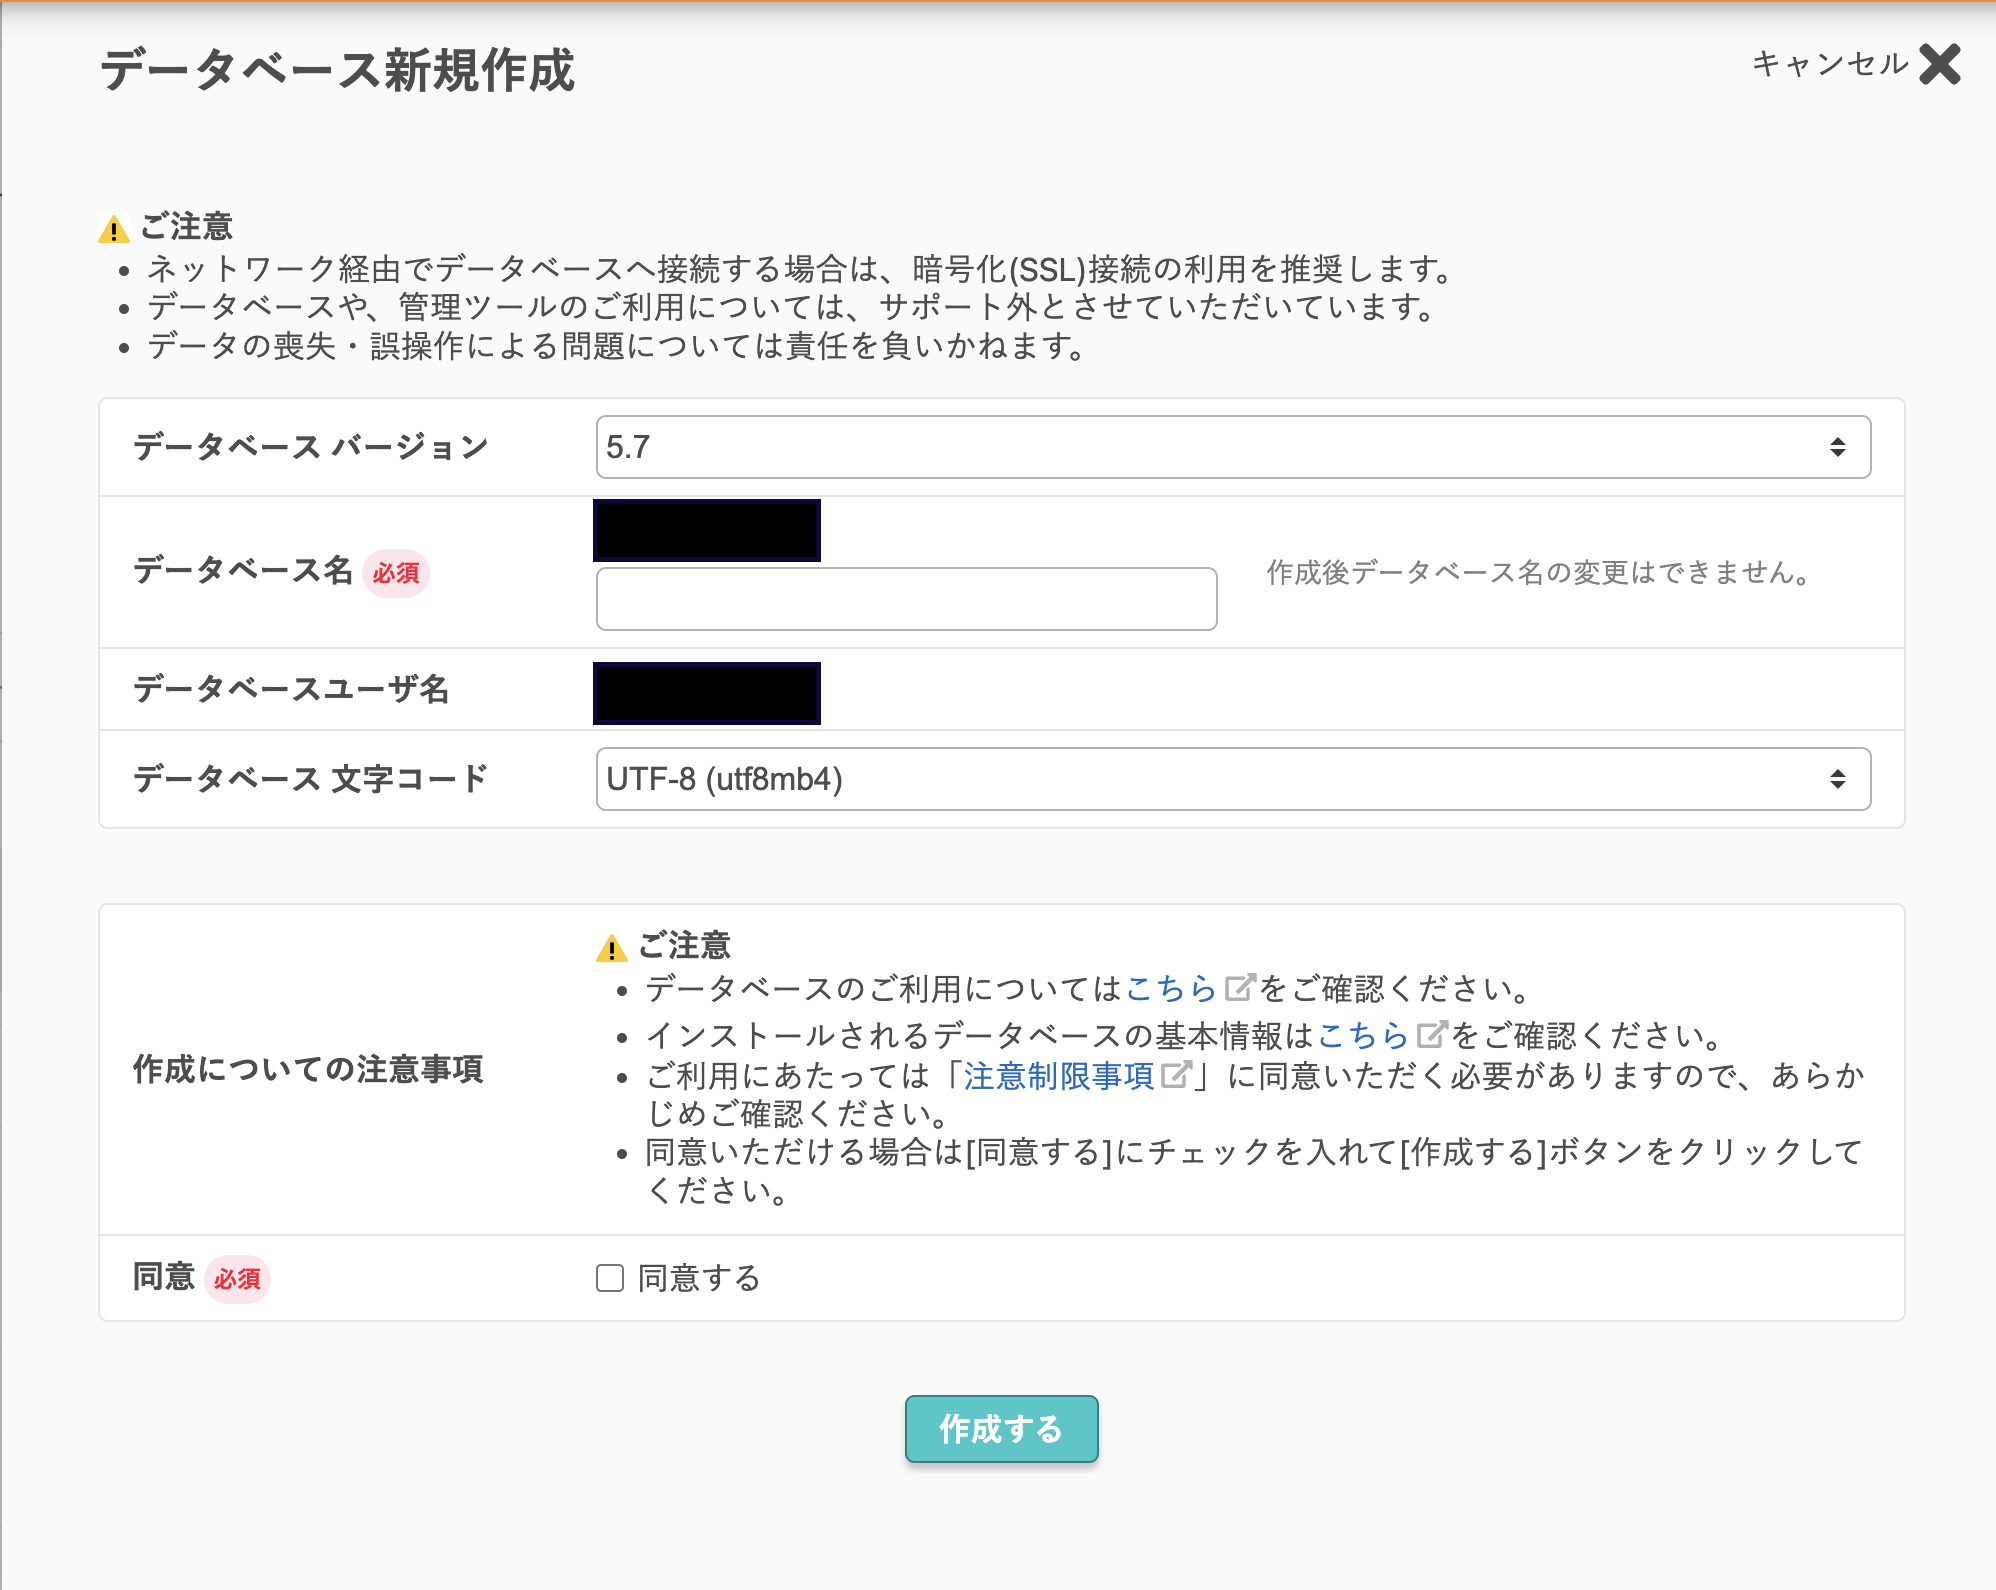 データベース新規作成
キャンセル
ご注意
ネットワーク経由でデータベースへ接続する場合は、暗号化(SSL)接続の利用を推奨します。
データベースや、管理ツールのご利用については、サポート外とさせていただいています。
データの喪失・誤操作による問題については責任を負いかねます。
データベース バージョン
5.7
データベース名 必須
作成後データベース名の変更はできません。
データベースユーザ名
データベース 文字コード
UTF-8 (utf8mb4)
作成についての注意事項
ご注意
データベースのご利用についてはこちらをご確認ください。
インストールされるデータベースの基本情報はこちらをご確認ください。
ご利用にあたっては「注意制限事項」に同意いただく必要がありますので、あらか
じめご確認ください。
同意いただける場合は[同意する]にチェックを入れて[作成する]ボタンをクリックして
ください。
同意 必須
同意する
作成する